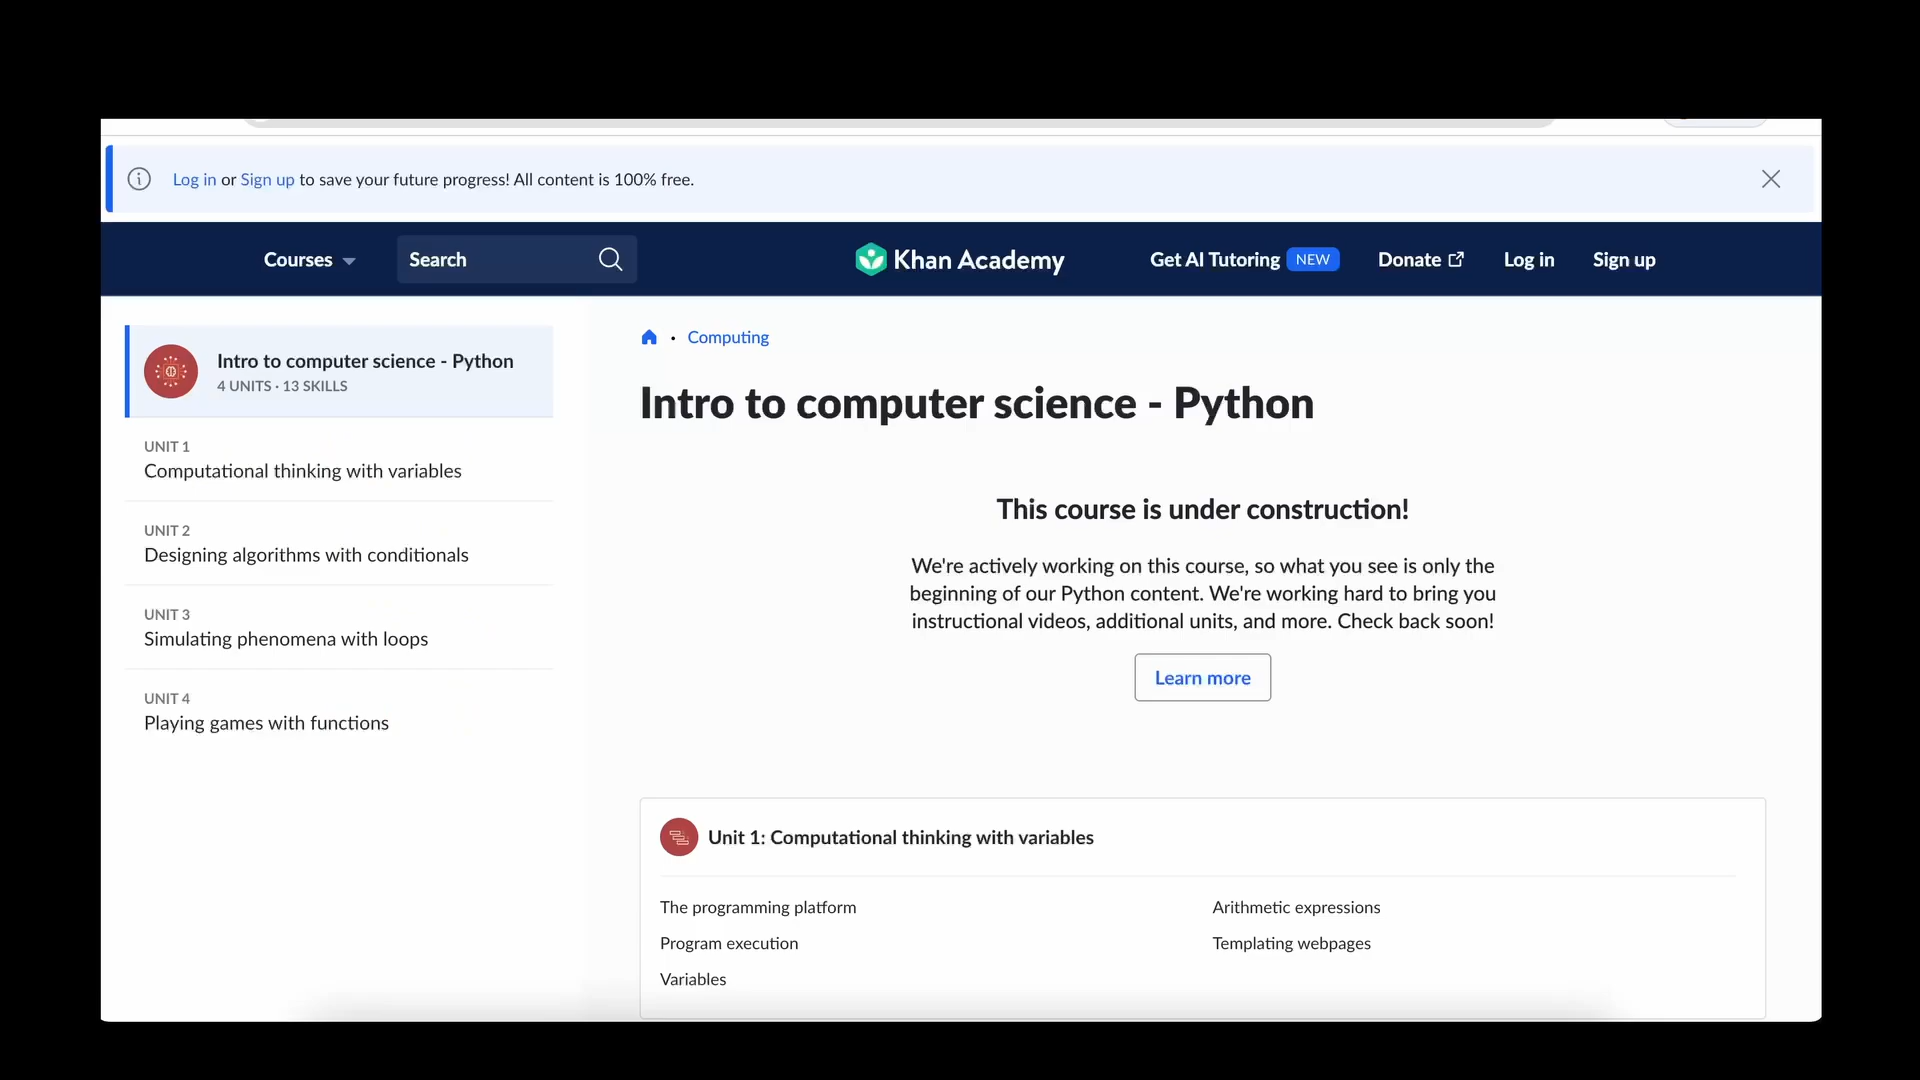 Log in or Sign up to save your future progress! All content is 100% free.
Courses
Search
Khan Academy
Get AI Tutoring NEW
Donate
Log in
Sign up
Intro to computer science - Python
4 UNITS · 13 SKILLS
UNIT 1
Computational thinking with variables
UNIT 2
Designing algorithms with conditionals
UNIT 3
Simulating phenomena with loops
UNIT 4
Playing games with functions
Computing
Intro to computer science - Python
This course is under construction!
We're actively working on this course, so what you see is only the
beginning of our Python content. We're working hard to bring you
instructional videos, additional units, and more. Check back soon!
Learn more
Unit 1: Computational thinking with variables
The programming platform
Program execution
Variables
Arithmetic expressions
Templating webpages